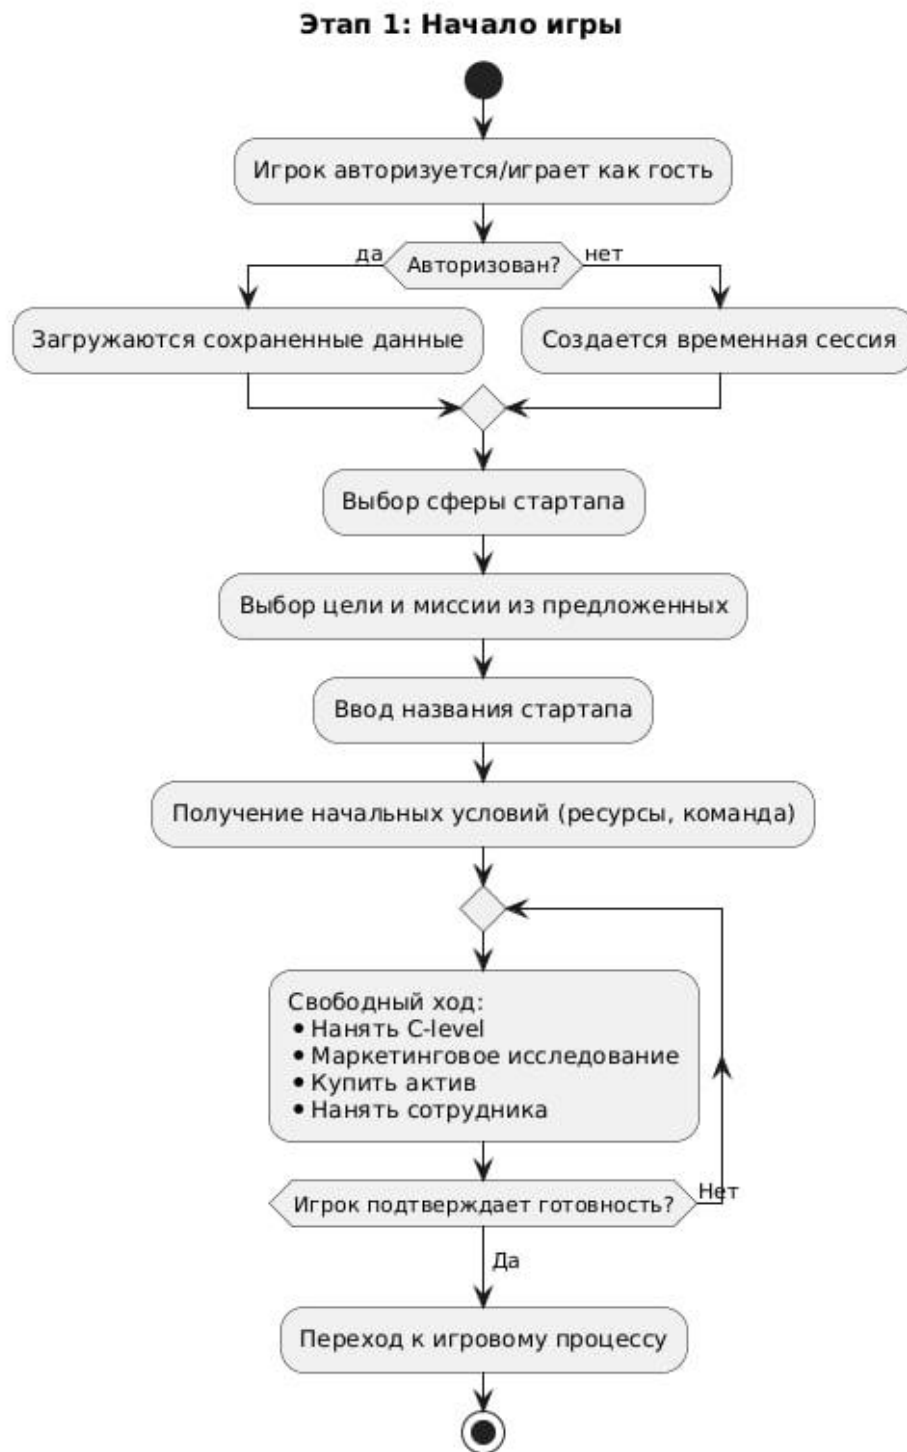 Этап 1: Начало игры
Игрок авторизуется/играет как гость
да
Авторизован?
нет
Загружаются сохраненные данные
Создается временная сессия
Выбор сферы стартапа
Выбор цели и миссии из предложенных
Ввод названия стартапа
Получение начальных условий (ресурсы, команда)
Свободный ход:
• Нанять C-level
• Маркетинговое исследование
• Купить актив
• Нанять сотрудника
Игрок подтверждает готовность?
Нет
Да
Переход к игровому процессу